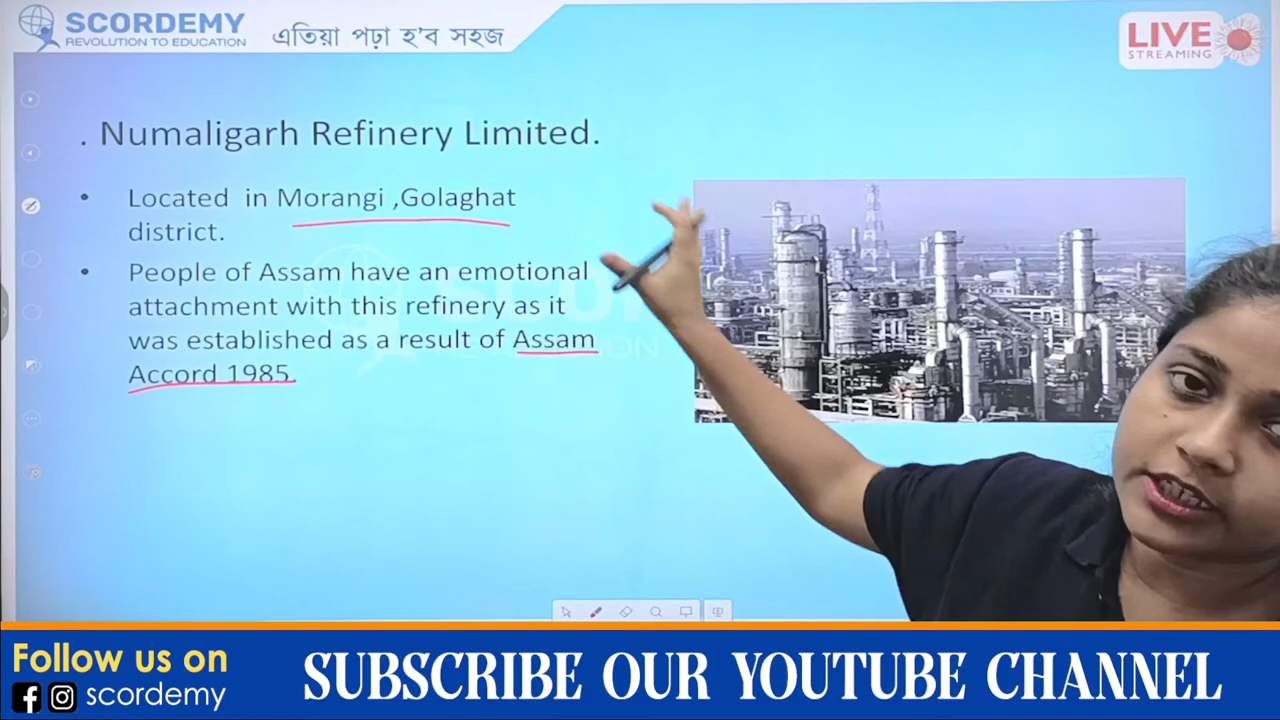 SCORDEMY
REVOLUTION TO EDUCATION
এতিয়া পঢ়া হ'ব সহজ
LIVE
STREAMING
. Numaligarh Refinery Limited.
• Located in Morangi ,Golaghat
district.
• People of Assam have an emotional
attachment with this refinery as it
was established as a result of Assam
Accord 1985.
Follow us on
scordemy
SUBSCRIBE OUR YOUTUBE CHANNEL